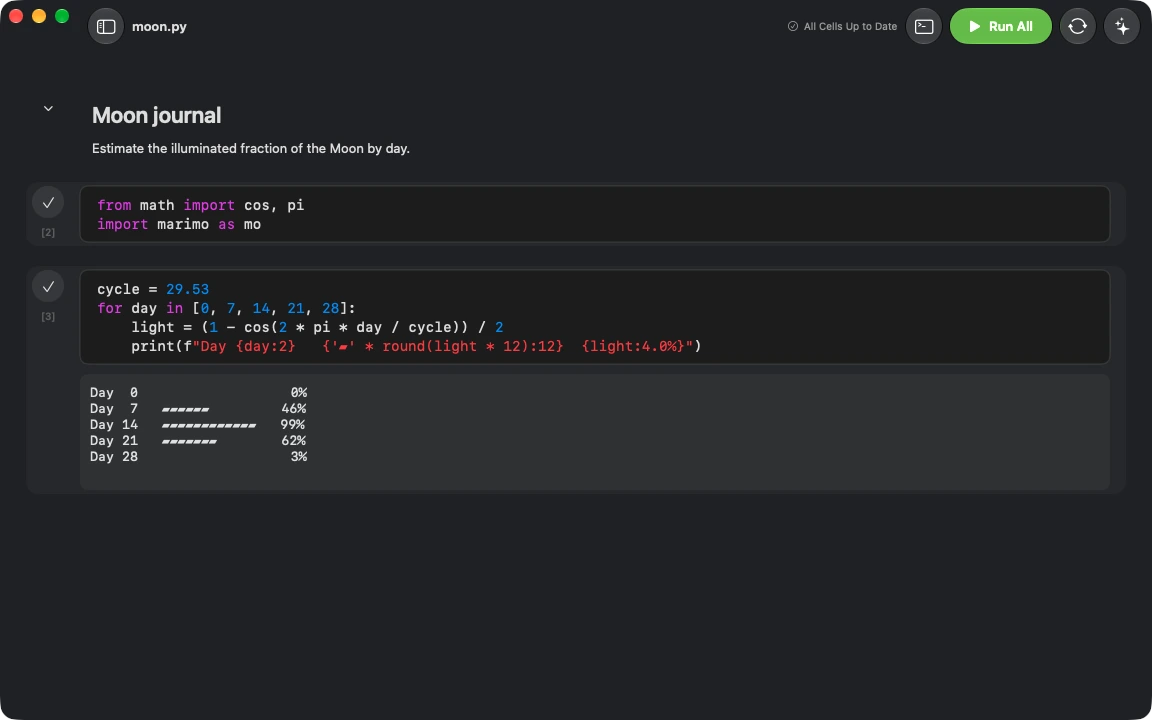 moon.py
All Cells Up to Date
Run All
Moon journal
Estimate the illuminated fraction of the Moon by day.
[2]
from math import cos, pi
import marimo as mo
[3]
cycle = 29.53
for day in [0, 7, 14, 21, 28]:
    light = (1 - cos(2 * pi * day / cycle)) / 2
    print(f"Day {day:2}   {'▰' * round(light * 12):12}  {light:4.0%}")
Day  0                   0%
Day  7   ▰▰▰▰▰▰         46%
Day 14   ▰▰▰▰▰▰▰▰▰▰▰▰   99%
Day 21   ▰▰▰▰▰▰▰        62%
Day 28                   3%